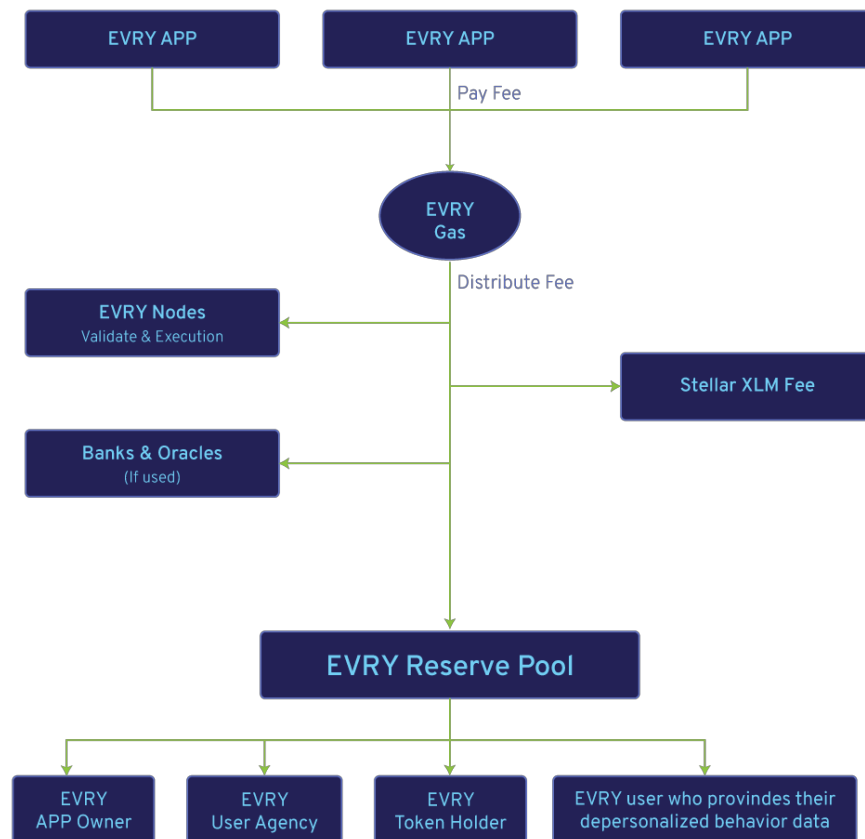 EVRY APP
EVRY APP
EVRY APP
Pay Fee
EVRY
Gas
Distribute Fee
EVRY Nodes
Validate & Execution
Stellar XLM Fee
Banks & Oracles
(If used)
EVRY Reserve Pool
EVRY
APP Owner
EVRY
User Agency
EVRY
Token Holder
EVRY user who provindes their
depersonalized behavior data